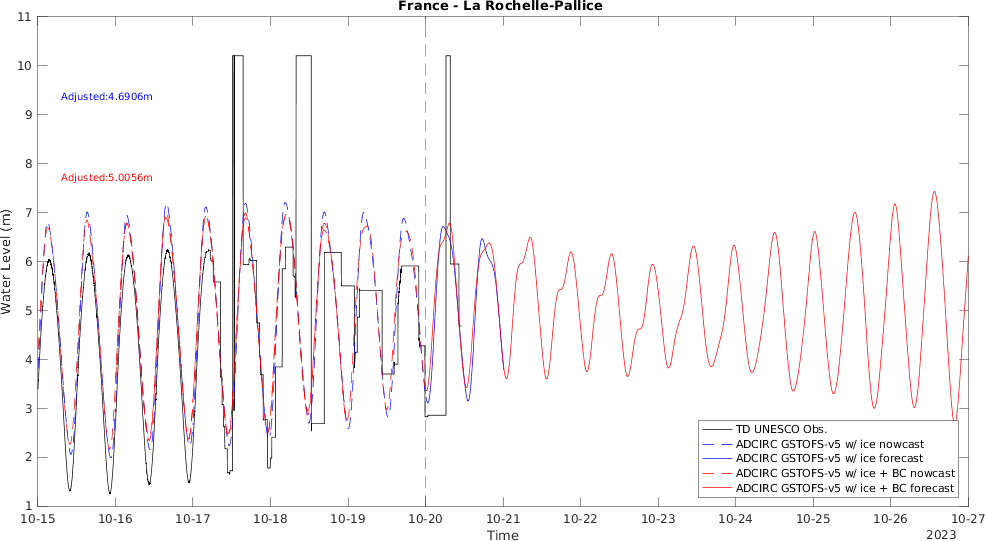 France - La Rochelle-Pallice
11
10
9
8
7
6
5
4
3
2
1
Water Level (m)
Adjusted:4.6906m
Adjusted:5.0056m
TD UNESCO Obs.
ADCIRC GSTOFS-v5 w/ ice nowcast
ADCIRC GSTOFS-v5 w/ ice forecast
ADCIRC GSTOFS-v5 w/ ice + BC nowcast
ADCIRC GSTOFS-v5 w/ ice + BC forecast
10-15 10-16 10-17 10-18 10-19 10-20 10-21 10-22 10-23 10-24 10-25 10-26 10-27
Time
2023